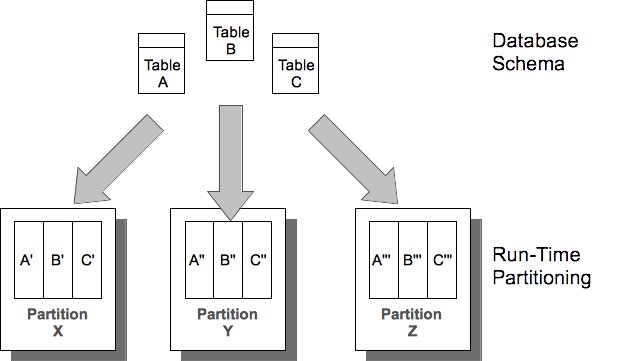 Table
B
Table
A
Table
C
Database
Schema
A' B' C'
Partition
X
A'' B'' C''
Partition
Y
A''' B''' C'''
Partition
Z
Run-Time
Partitioning